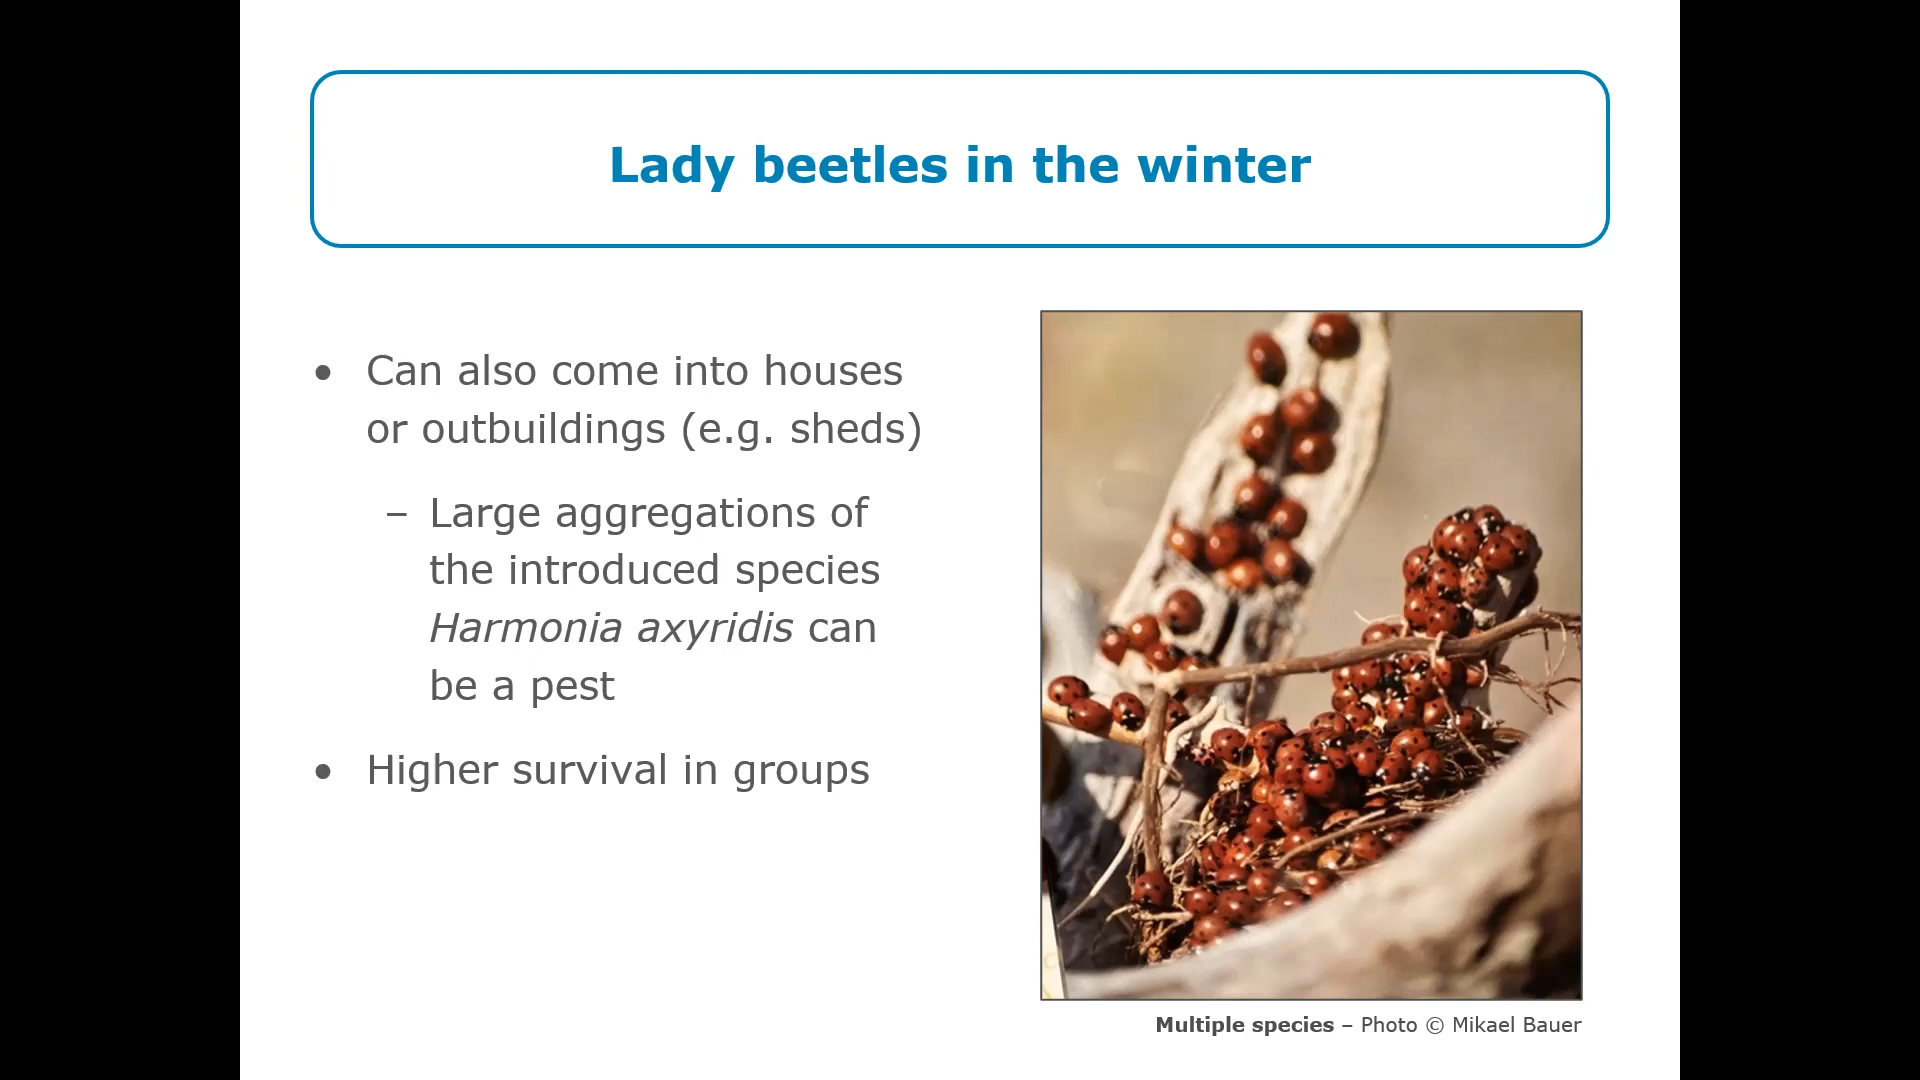 Lady beetles in the winter
• Can also come into houses
or outbuildings (e.g. sheds)
– Large aggregations of
the introduced species
Harmonia axyridis can
be a pest
• Higher survival in groups
Multiple species – Photo © Mikael Bauer